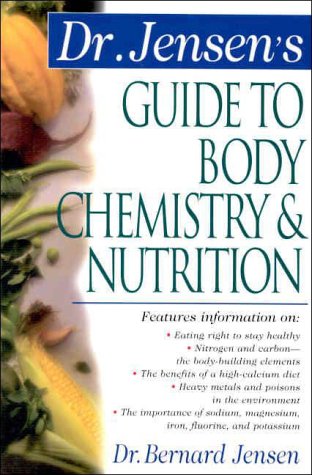 Dr. Jensen's
GUIDE TO
BODY
CHEMISTRY &
NUTRITION
Features information on:
• Eating right to stay healthy
• Nitrogen and carbon—
the body-building elements
• The benefits of a high-calcium diet
• Heavy metals and poisons
in the environment
• The importance of sodium, magnesium,
iron, fluorine, and potassium
Dr. Bernard Jensen